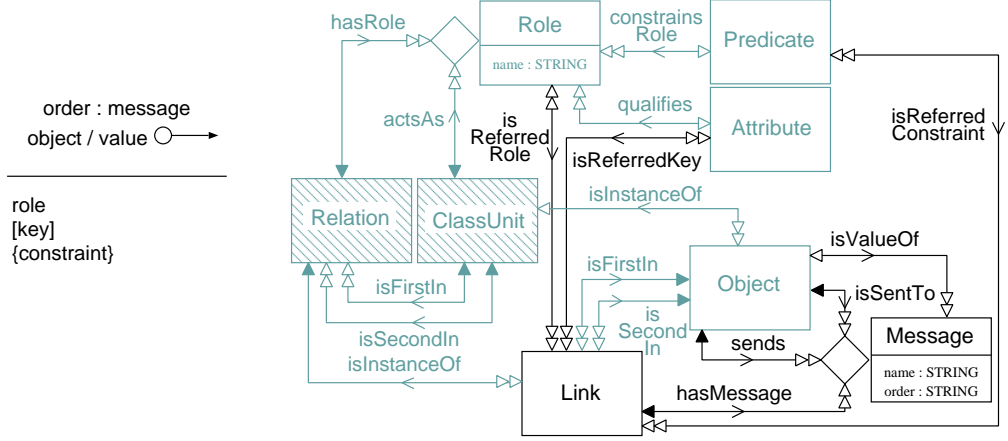 order : message
object / value
role
[key]
{constraint}
hasRole
Role
name : STRING
constrains
Role
Predicate
actsAs
is
Referred
Role
qualifies
Attribute
isReferredKey
isReferred
Constraint
Relation
ClassUnit
isInstanceOf
isFirstIn
isSecondIn
isInstanceOf
isFirstIn
is
Second
In
Object
isValueOf
isSentTo
sends
Message
name : STRING
order : STRING
Link
hasMessage